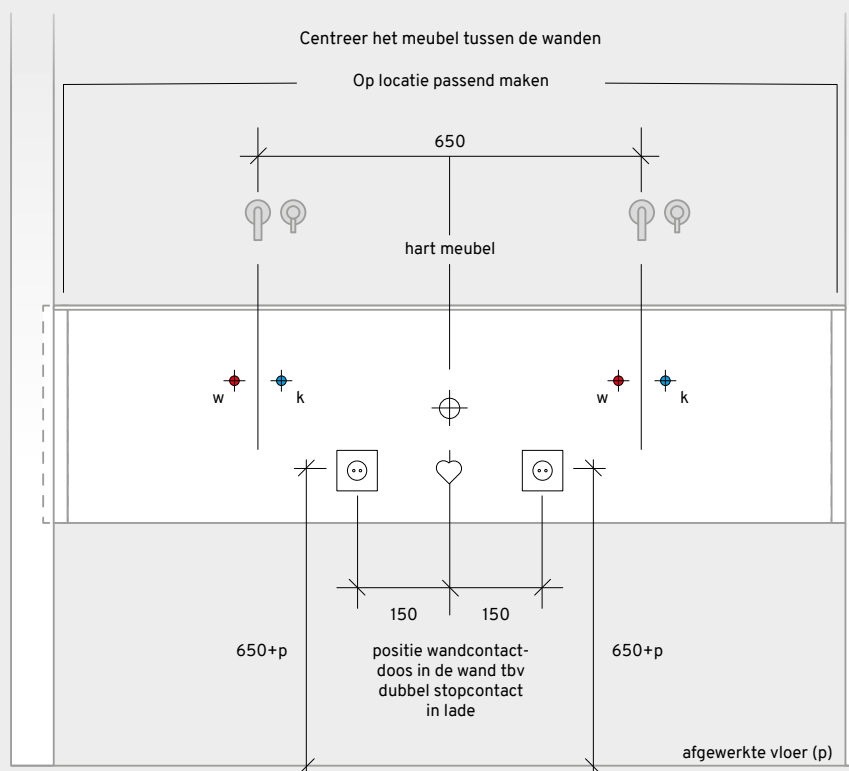 Centreer het meubel tussen de wanden
Op locatie passend maken
650
hart meubel
w k w k
150 150
650+p
positie wandcontact-
doos in de wand tbv
dubbel stopcontact
in lade
650+p
afgewerkte vloer (p)